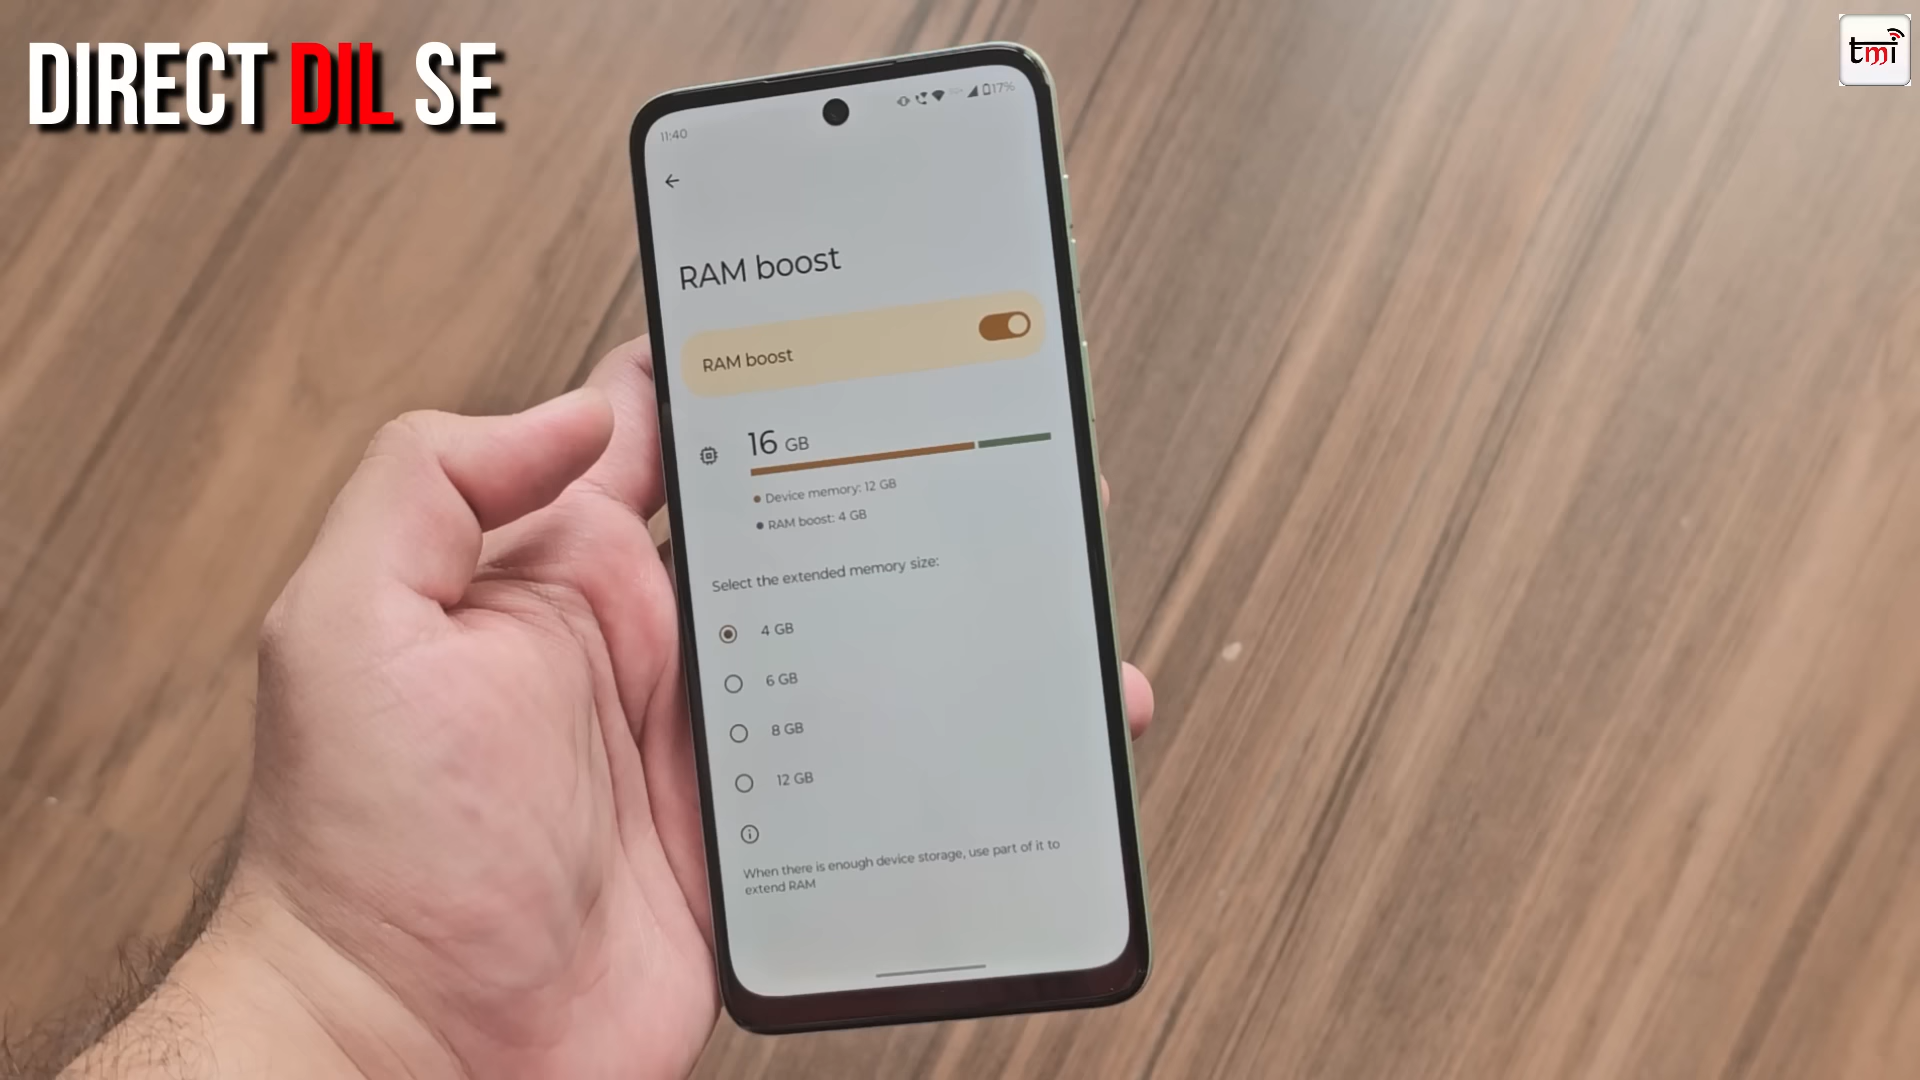 DIRECT DIL SE
tmi
11:40
17%
RAM boost
RAM boost
16 GB
Device memory: 12 GB
RAM boost: 4 GB
Select the extended memory size:
4 GB
6 GB
8 GB
12 GB
When there is enough device storage, use part of it to
extend RAM